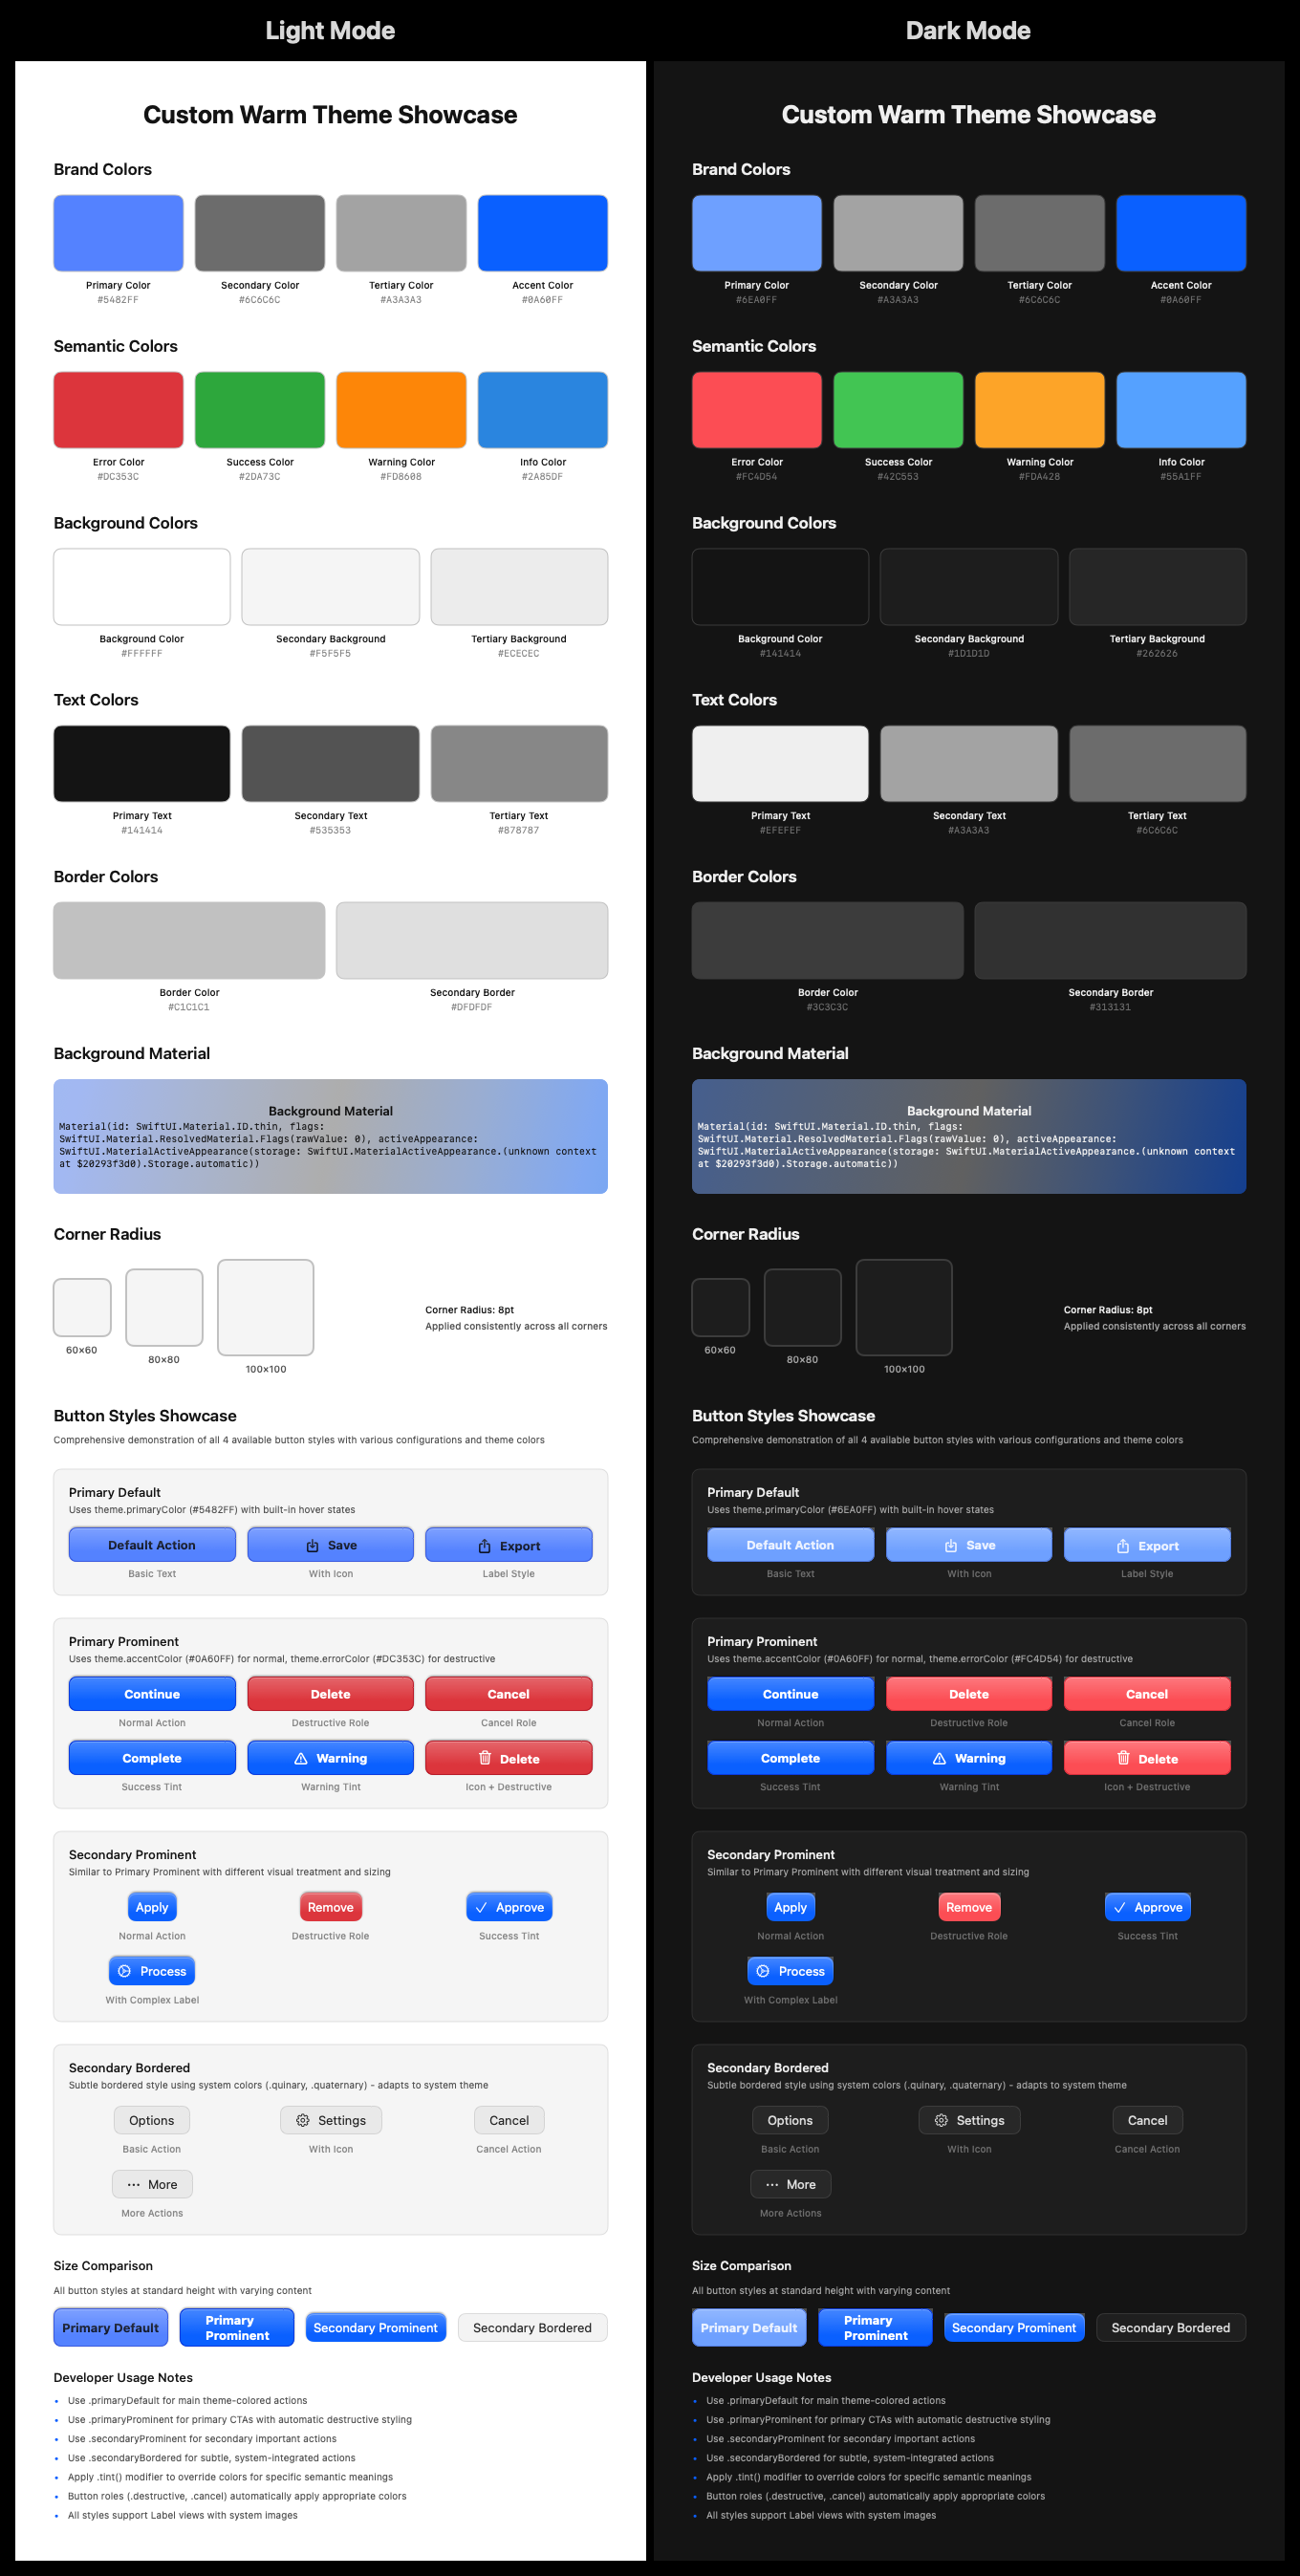 Light Mode
Custom Warm Theme Showcase
Brand Colors
Primary Color
#5482FF
Secondary Color
#6C6C6C
Tertiary Color
#A3A3A3
Accent Color
#0A60FF
Semantic Colors
Error Color
#DC353C
Success Color
#2DA73C
Warning Color
#FD8608
Info Color
#2A85DF
Background Colors
Background Color
#FFFFFF
Secondary Background
#F5F5F5
Tertiary Background
#ECECEC
Text Colors
Primary Text
#141414
Secondary Text
#535353
Tertiary Text
#878787
Border Colors
Border Color
#C1C1C1
Secondary Border
#DFDFDF
Background Material
Background Material
Material(id: SwiftUI.Material.ID.thin, flags:
SwiftUI.Material.ResolvedMaterial.Flags(rawValue: 0), activeAppearance:
SwiftUI.MaterialActiveAppearance(storage: SwiftUI.MaterialActiveAppearance.(unknown context
at $20293f3d0).Storage.automatic))
Corner Radius
60×60
80×80
100×100
Corner Radius: 8pt
Applied consistently across all corners
Button Styles Showcase
Comprehensive demonstration of all 4 available button styles with various configurations and theme colors
Primary Default
Uses theme.primaryColor (#5482FF) with built-in hover states
Default Action
Basic Text
Save
With Icon
Export
Label Style
Primary Prominent
Uses theme.accentColor (#0A60FF) for normal, theme.errorColor (#DC353C) for destructive
Continue
Normal Action
Delete
Destructive Role
Cancel
Cancel Role
Complete
Success Tint
Warning
Warning Tint
Delete
Icon + Destructive
Secondary Prominent
Similar to Primary Prominent with different visual treatment and sizing
Apply
Normal Action
Remove
Destructive Role
Approve
Success Tint
Process
With Complex Label
Secondary Bordered
Subtle bordered style using system colors (.quinary, .quaternary) - adapts to system theme
Options
Basic Action
Settings
With Icon
Cancel
Cancel Action
More
More Actions
Size Comparison
All button styles at standard height with varying content
Primary Default
Primary
Prominent
Secondary Prominent
Secondary Bordered
Developer Usage Notes
• Use .primaryDefault for main theme-colored actions
• Use .primaryProminent for primary CTAs with automatic destructive styling
• Use .secondaryProminent for secondary important actions
• Use .secondaryBordered for subtle, system-integrated actions
• Apply .tint() modifier to override colors for specific semantic meanings
• Button roles (.destructive, .cancel) automatically apply appropriate colors
• All styles support Label views with system images
Dark Mode
Custom Warm Theme Showcase
Brand Colors
Primary Color
#6EA0FF
Secondary Color
#A3A3A3
Tertiary Color
#6C6C6C
Accent Color
#0A60FF
Semantic Colors
Error Color
#FC4D54
Success Color
#42C553
Warning Color
#FDA428
Info Color
#55A1FF
Background Colors
Background Color
#141414
Secondary Background
#1D1D1D
Tertiary Background
#262626
Text Colors
Primary Text
#EFEFEF
Secondary Text
#A3A3A3
Tertiary Text
#6C6C6C
Border Colors
Border Color
#3C3C3C
Secondary Border
#313131
Background Material
Background Material
Material(id: SwiftUI.Material.ID.thin, flags:
SwiftUI.Material.ResolvedMaterial.Flags(rawValue: 0), activeAppearance:
SwiftUI.MaterialActiveAppearance(storage: SwiftUI.MaterialActiveAppearance.(unknown context
at $20293f3d0).Storage.automatic))
Corner Radius
60×60
80×80
100×100
Corner Radius: 8pt
Applied consistently across all corners
Button Styles Showcase
Comprehensive demonstration of all 4 available button styles with various configurations and theme colors
Primary Default
Uses theme.primaryColor (#6EA0FF) with built-in hover states
Default Action
Basic Text
Save
With Icon
Export
Label Style
Primary Prominent
Uses theme.accentColor (#0A60FF) for normal, theme.errorColor (#FC4D54) for destructive
Continue
Normal Action
Delete
Destructive Role
Cancel
Cancel Role
Complete
Success Tint
Warning
Warning Tint
Delete
Icon + Destructive
Secondary Prominent
Similar to Primary Prominent with different visual treatment and sizing
Apply
Normal Action
Remove
Destructive Role
Approve
Success Tint
Process
With Complex Label
Secondary Bordered
Subtle bordered style using system colors (.quinary, .quaternary) - adapts to system theme
Options
Basic Action
Settings
With Icon
Cancel
Cancel Action
More
More Actions
Size Comparison
All button styles at standard height with varying content
Primary Default
Primary
Prominent
Secondary Prominent
Secondary Bordered
Developer Usage Notes
• Use .primaryDefault for main theme-colored actions
• Use .primaryProminent for primary CTAs with automatic destructive styling
• Use .secondaryProminent for secondary important actions
• Use .secondaryBordered for subtle, system-integrated actions
• Apply .tint() modifier to override colors for specific semantic meanings
• Button roles (.destructive, .cancel) automatically apply appropriate colors
• All styles support Label views with system images